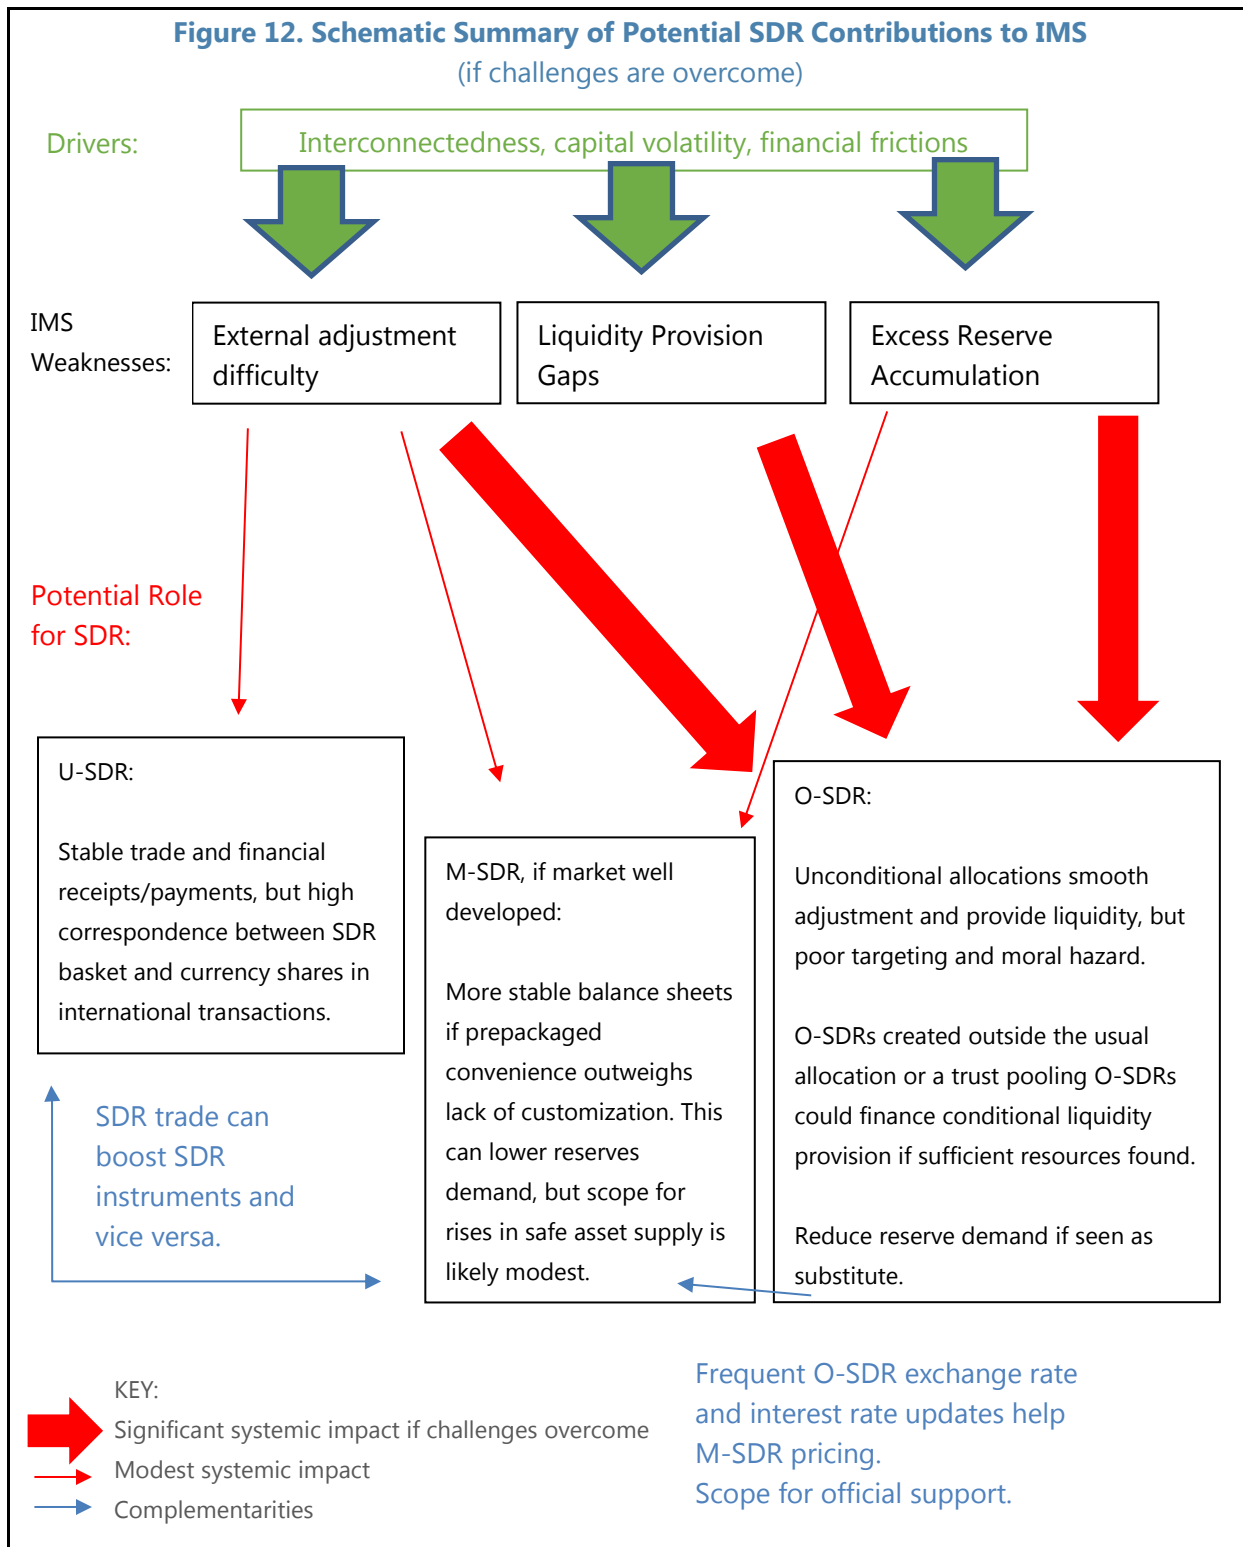 Figure 12. Schematic Summary of Potential SDR Contributions to IMS
(if challenges are overcome)
Drivers:
Interconnectedness, capital volatility, financial frictions
IMS
Weaknesses:
External adjustment
difficulty
Liquidity Provision
Gaps
Excess Reserve
Accumulation
Potential Role
for SDR:
U-SDR:
Stable trade and financial
receipts/payments, but high
correspondence between SDR
basket and currency shares in
international transactions.
M-SDR, if market well
developed:
More stable balance sheets
if prepackaged
convenience outweighs
lack of customization. This
can lower reserves
demand, but scope for
rises in safe asset supply is
likely modest.
O-SDR:
Unconditional allocations smooth
adjustment and provide liquidity, but
poor targeting and moral hazard.
O-SDRs created outside the usual
allocation or a trust pooling O-SDRs
could finance conditional liquidity
provision if sufficient resources found.
Reduce reserve demand if seen as
substitute.
SDR trade can
boost SDR
instruments and
vice versa.
KEY:
Significant systemic impact if challenges overcome
Modest systemic impact
Complementarities
Frequent O-SDR exchange rate
and interest rate updates help
M-SDR pricing.
Scope for official support.